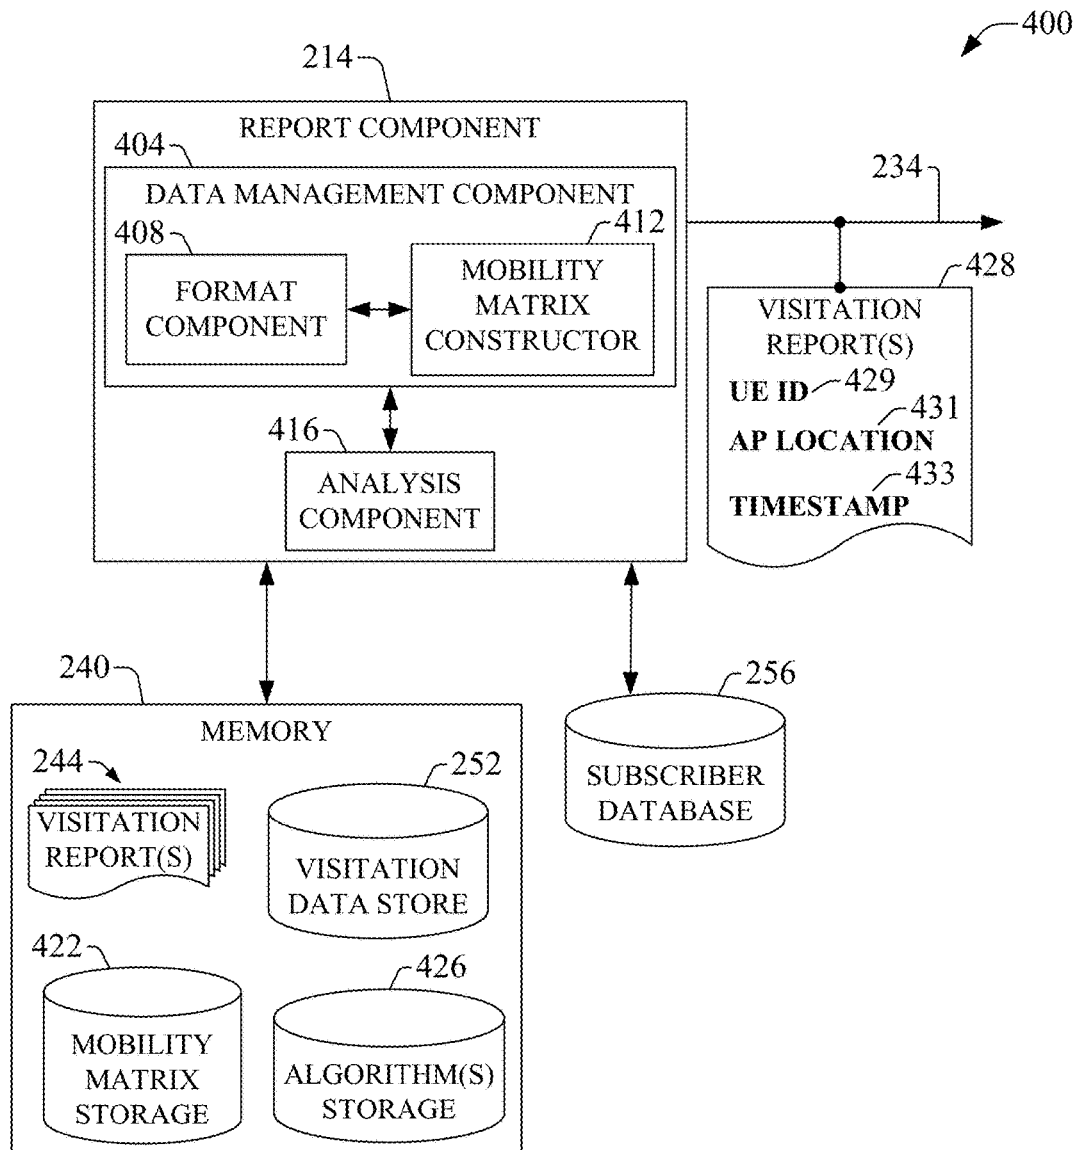 400
214
REPORT COMPONENT
404
DATA MANAGEMENT COMPONENT
234
408
412
FORMAT
COMPONENT
MOBILITY
MATRIX
CONSTRUCTOR
428
VISITATION
REPORT(S)
UE ID 429
431
AP LOCATION
433
TIMESTAMP
416
ANALYSIS
COMPONENT
240
MEMORY
256
SUBSCRIBER
DATABASE
244
VISITATION
REPORT(S)
252
VISITATION
DATA STORE
422
MOBILITY
MATRIX
STORAGE
426
ALGORITHM(S)
STORAGE